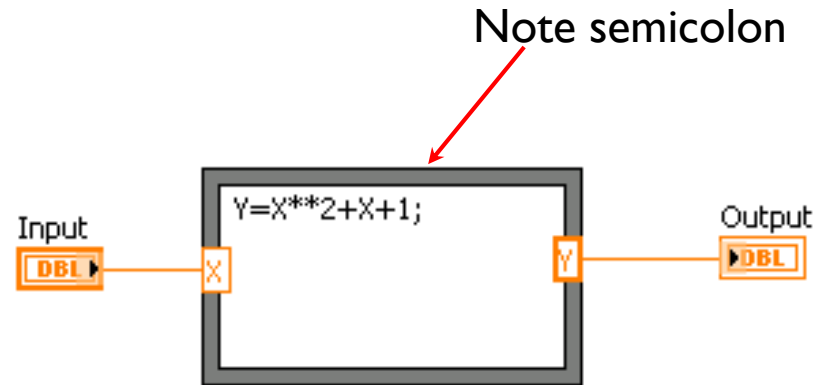 Note semicolon
Y=X**2+X+1;
Input
Output
DBL
X
Y
DBL